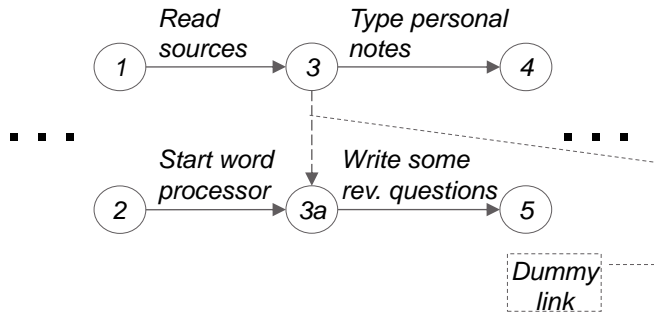 Read
sources
Type personal
notes
1
3
4
. . .
. . .
Start word
processor
Write some
rev. questions
2
3a
5
Dummy
link